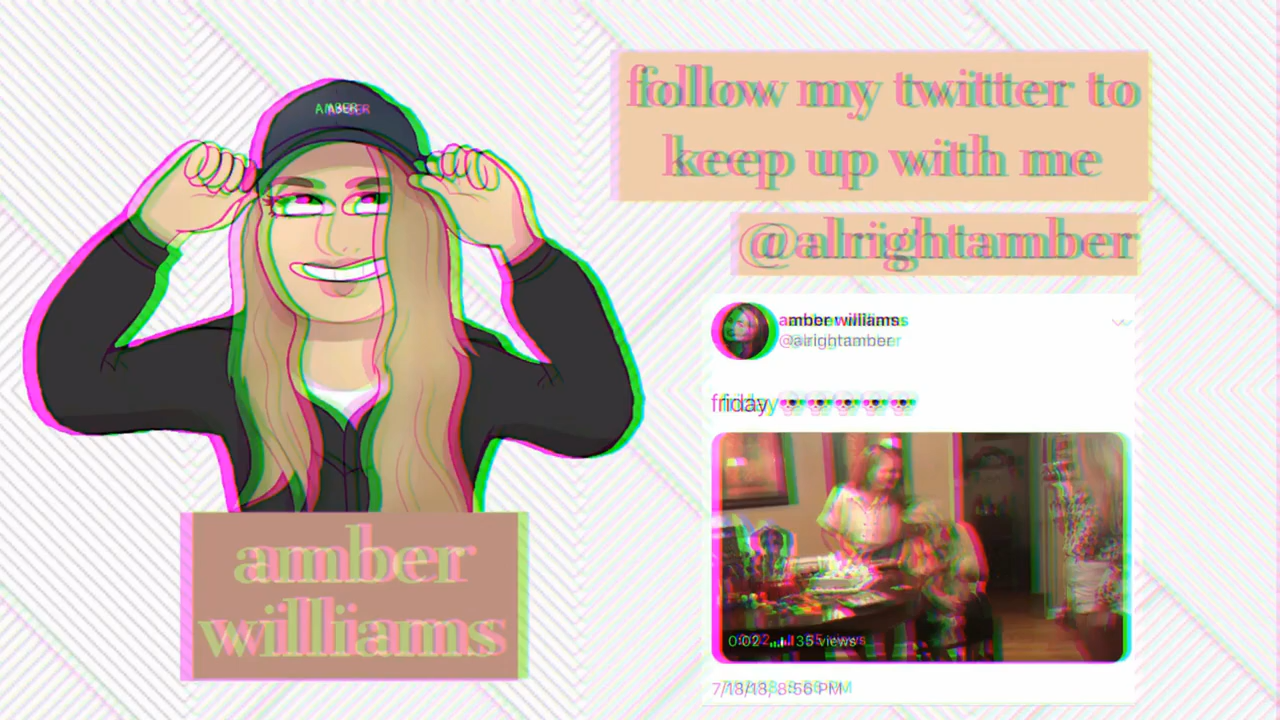 AMBER
follow my twitter to
keep up with me
@alrightamber
amber williams
@alrightamber
friday💀💀💀💀💀
0:02 35 views
7/13/18, 8:56 PM
amber
williams